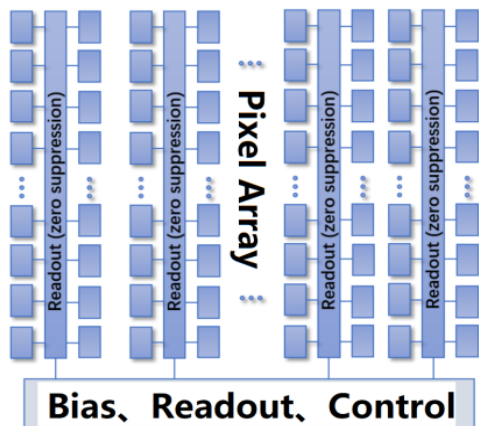 Readout (zero suppression)
Readout (zero suppression)
Pixel Array
Readout (zero suppression)
Readout (zero suppression)
Bias、Readout、Control